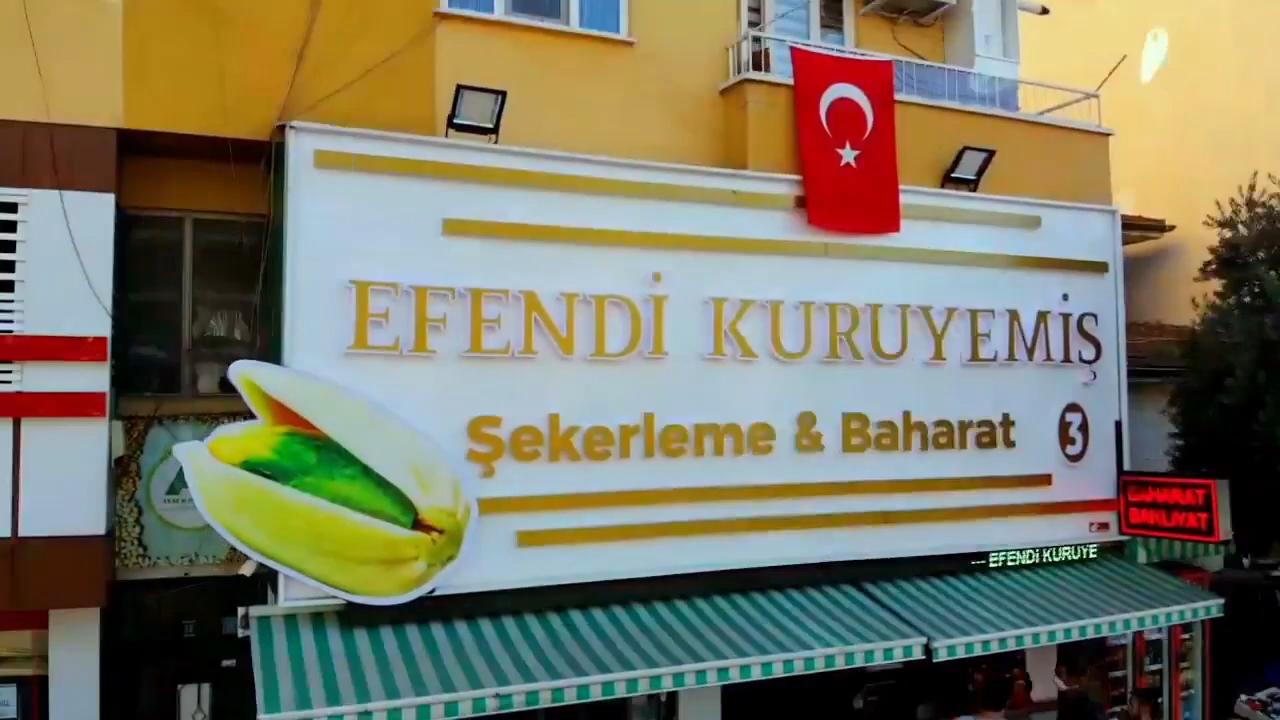 EFENDİ KURUYEMİŞ
Şekerleme & Baharat 3
BAHARAT
BAKLİYAT
--- EFENDİ KURUYE